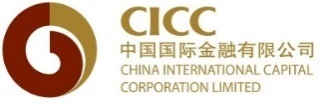 CICC
中国国际金融有限公司
CHINA INTERNATIONAL CAPITAL
CORPORATION LIMITED